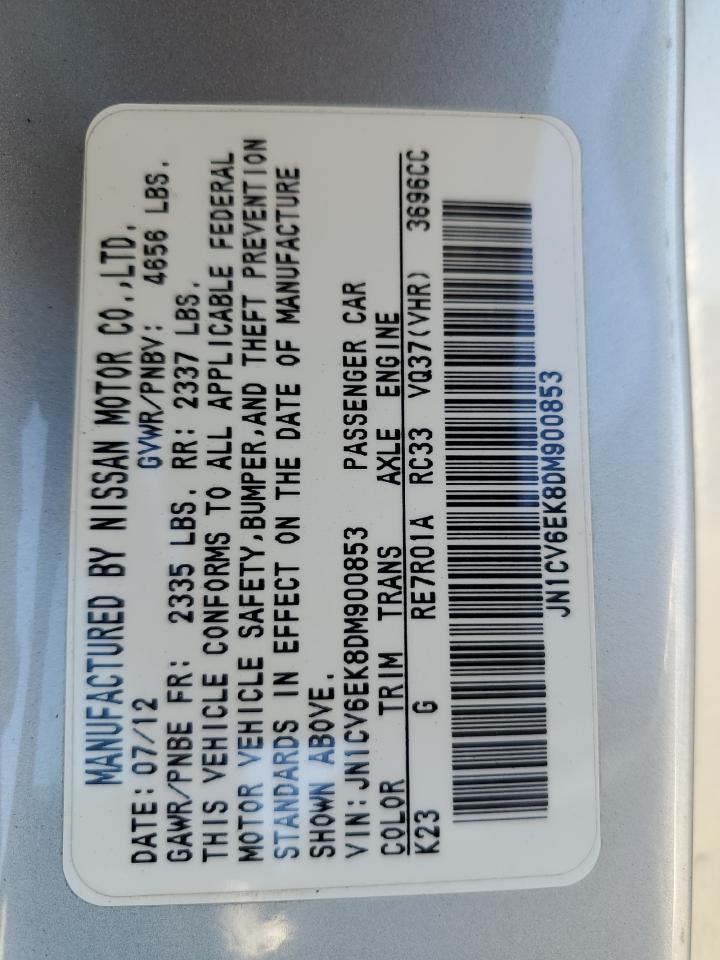 MANUFACTURED BY NISSAN MOTOR CO.,LTD.
DATE: 07/12 GVWR/PNBV: 4656 LBS.
GAWR/PNBE FR: 2335 LBS. RR: 2337 LBS.
THIS VEHICLE CONFORMS TO ALL APPLICABLE FEDERAL
MOTOR VEHICLE SAFETY,BUMPER,AND THEFT PREVENTION
STANDARDS IN EFFECT ON THE DATE OF MANUFACTURE
SHOWN ABOVE.
VIN: JN1CV6EK8DM900853 PASSENGER CAR
COLOR TRIM TRANS AXLE ENGINE
K23 G RE7R01A RC33 VQ37(VHR) 3696CC
JN1CV6EK8DM900853